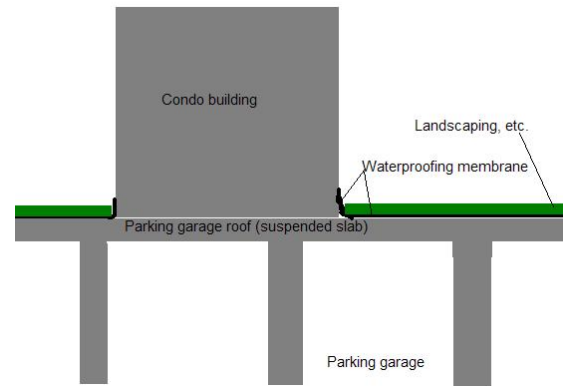 Condo building
Landscaping, etc.
Waterproofing membrane
Parking garage roof (suspended slab)
Parking garage